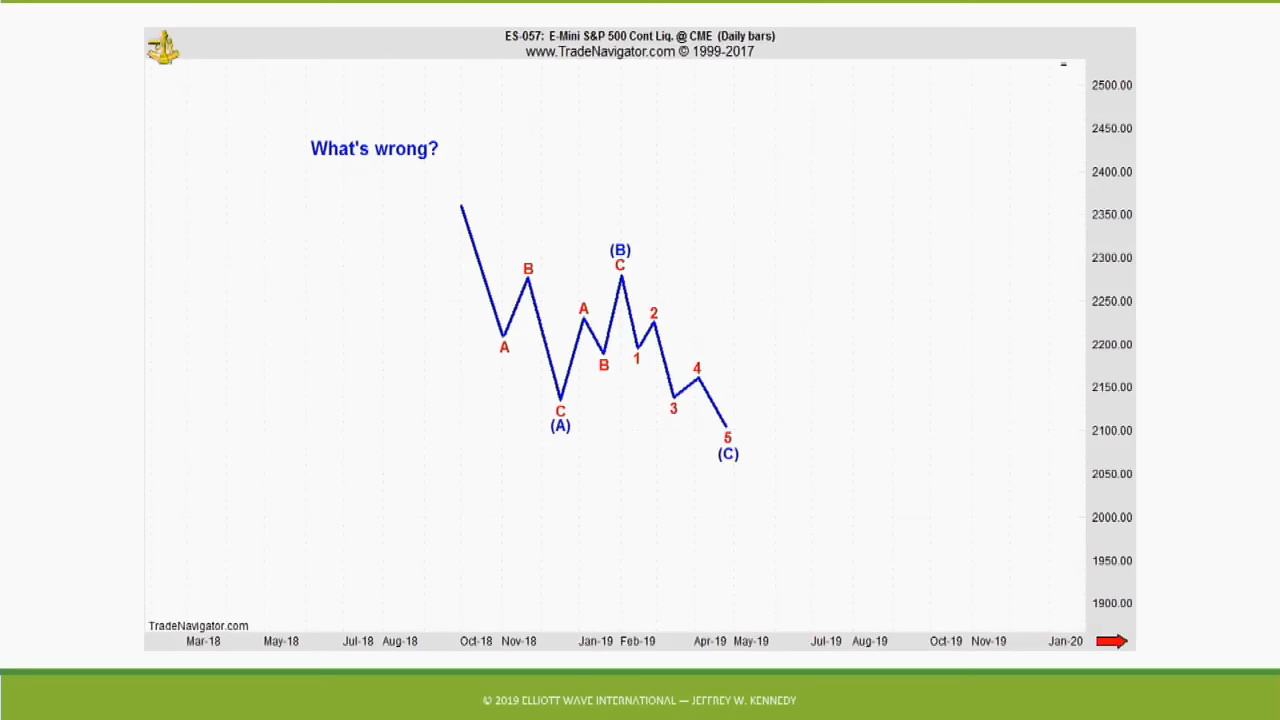 ES-057: E-Mini S&P 500 Cont Liq. @ CME (Daily bars)
www.TradeNavigator.com © 1999-2017
2500.00
What's wrong?
2450.00
2400.00
2350.00
2300.00
2250.00
2200.00
2150.00
2100.00
2050.00
2000.00
1950.00
1900.00
(B)
B
C
A
2
A
B
1
4
C
3
(A)
5
(C)
TradeNavigator.com
Mar-18 May-18 Jul-18 Aug-18 Oct-18 Nov-18 Jan-19 Feb-19 Apr-19 May-19 Jul-19 Aug-19 Oct-19 Nov-19 Jan-20
© 2019 ELLIOTT WAVE INTERNATIONAL — JEFFREY W. KENNEDY